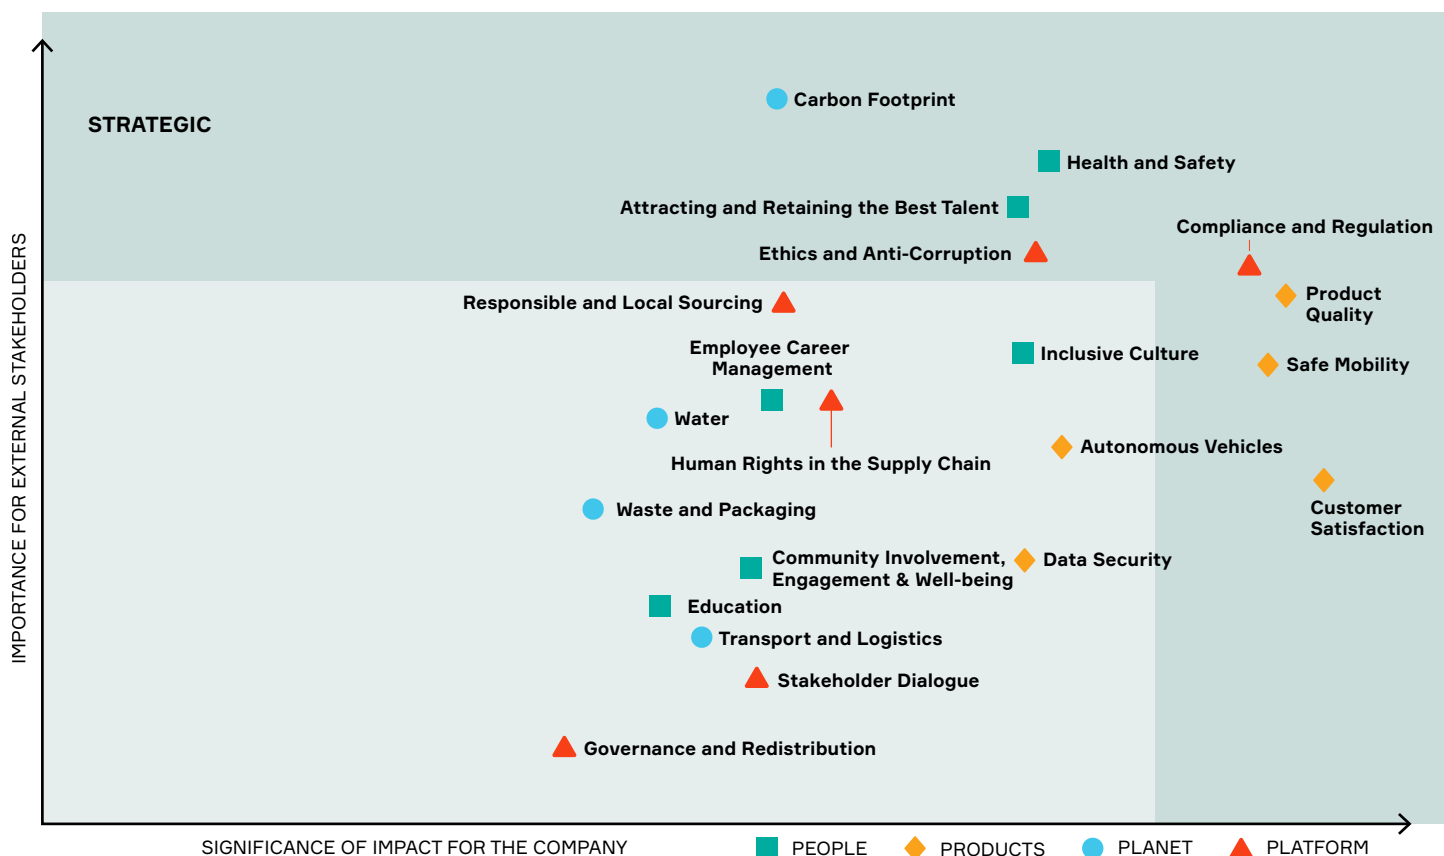 STRATEGIC
Carbon Footprint
Health and Safety
Attracting and Retaining the Best Talent
Compliance and Regulation
Ethics and Anti-Corruption
Product
Quality
Responsible and Local Sourcing
Employee Career
Management
Inclusive Culture
Safe Mobility
Water
Autonomous Vehicles
Human Rights in the Supply Chain
Customer
Satisfaction
Waste and Packaging
Community Involvement,
Engagement & Well-being
Data Security
Education
Transport and Logistics
Stakeholder Dialogue
Governance and Redistribution
IMPORTANCE FOR EXTERNAL STAKEHOLDERS
SIGNIFICANCE OF IMPACT FOR THE COMPANY
PEOPLE
PRODUCTS
PLANET
PLATFORM